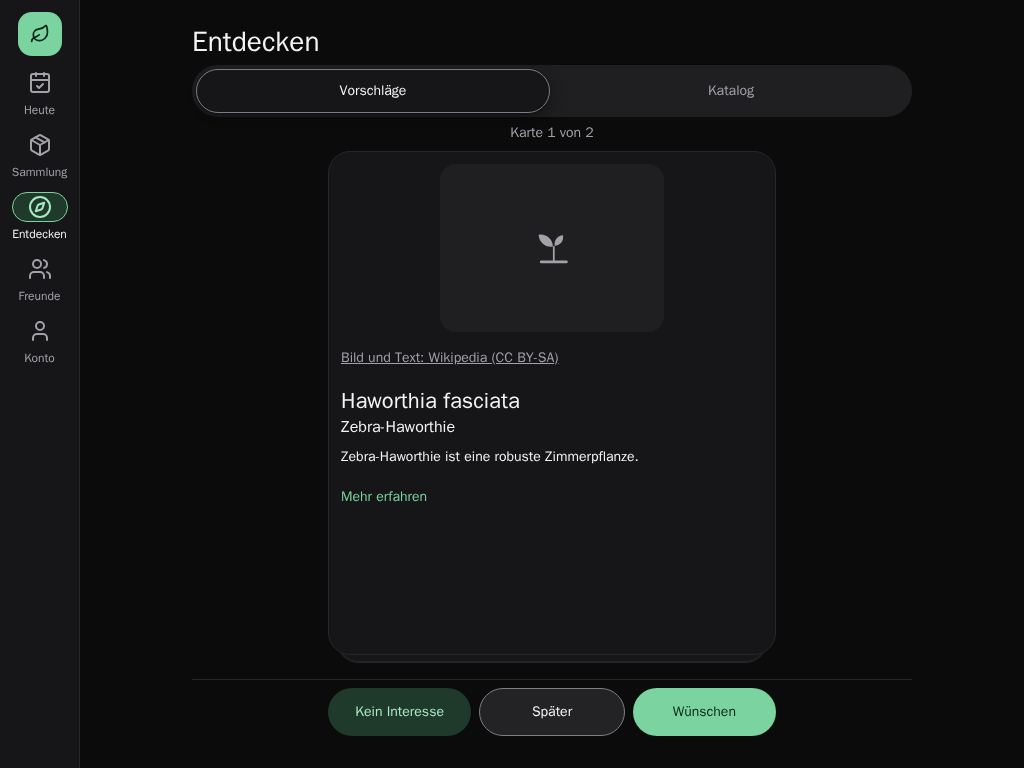 Entdecken
Heute
Sammlung
Entdecken
Freunde
Konto
Vorschläge
Katalog
Karte 1 von 2
Bild und Text: Wikipedia (CC BY-SA)
Haworthia fasciata
Zebra-Haworthie
Zebra-Haworthie ist eine robuste Zimmerpflanze.
Mehr erfahren
Kein Interesse
Später
Wünschen